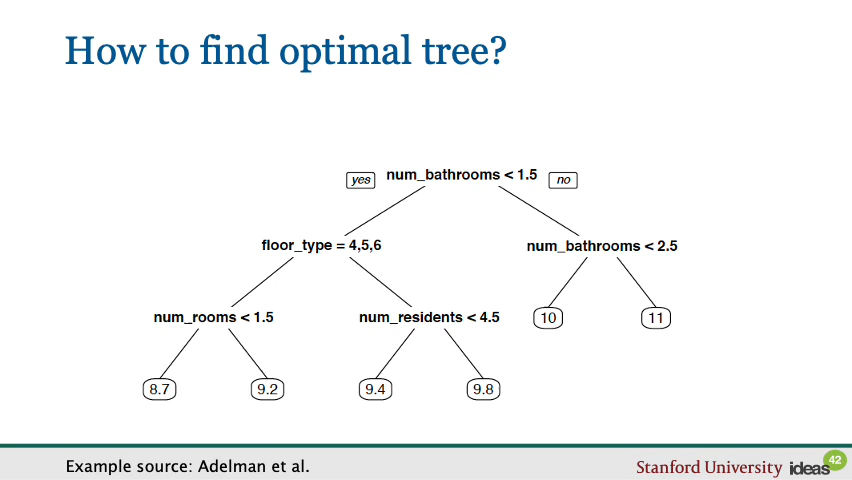 How to find optimal tree?
yes
num_bathrooms < 1.5
no
floor_type = 4,5,6
num_bathrooms < 2.5
num_rooms < 1.5
num_residents < 4.5
10
11
8.7
9.2
9.4
9.8
Example source: Adelman et al.
Stanford University
ideas
42